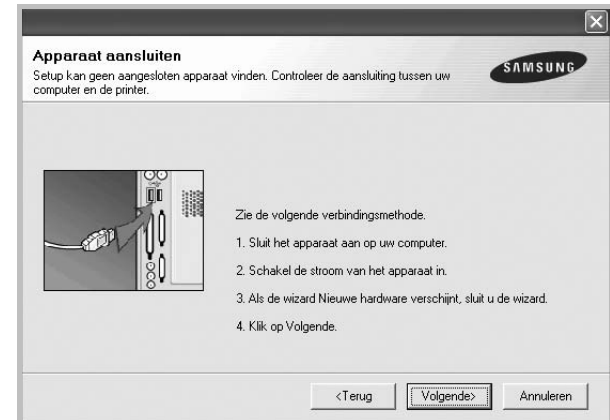 Apparaat aansluiten
Setup kan geen aangesloten apparaat vinden. Controleer de aansluiting tussen uw
computer en de printer.
SAMSUNG
Zie de volgende verbindingsmethode.
1. Sluit het apparaat aan op uw computer.
2. Schakel de stroom van het apparaat in.
3. Als de wizard Nieuwe hardware verschijnt, sluit u de wizard.
4. Klik op Volgende.
<Terug
Volgende>
Annuleren